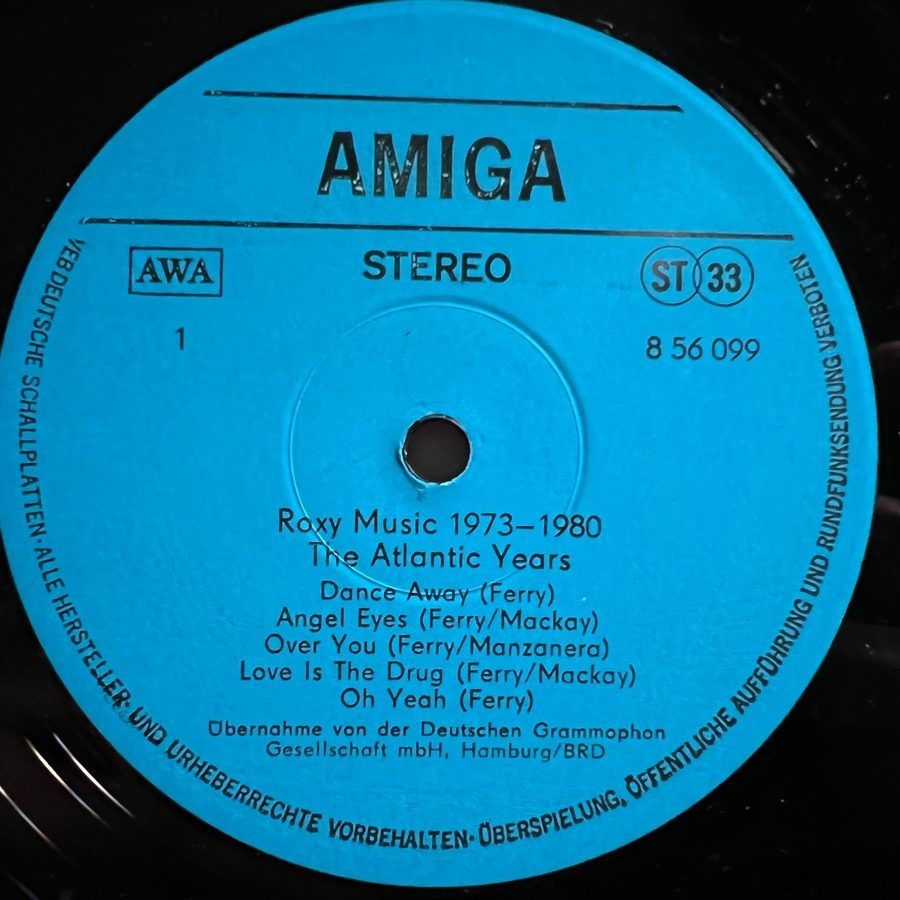 AMIGA
AWA
STEREO
ST 33
1
8 56 099
Roxy Music 1973–1980
The Atlantic Years
Dance Away (Ferry)
Angel Eyes (Ferry/Mackay)
Over You (Ferry/Manzanera)
Love Is The Drug (Ferry/Mackay)
Oh Yeah (Ferry)
Übernahme von der Deutschen Grammophon
Gesellschaft mbH, Hamburg/BRD
VEB DEUTSCHE SCHALLPLATTEN · ALLE HERSTELLER- UND URHEBERRECHTE VORBEHALTEN · ÜBERSPIELUNG, ÖFFENTLICHE AUFFÜHRUNG UND RUNDFUNKSENDUNG VERBOTEN